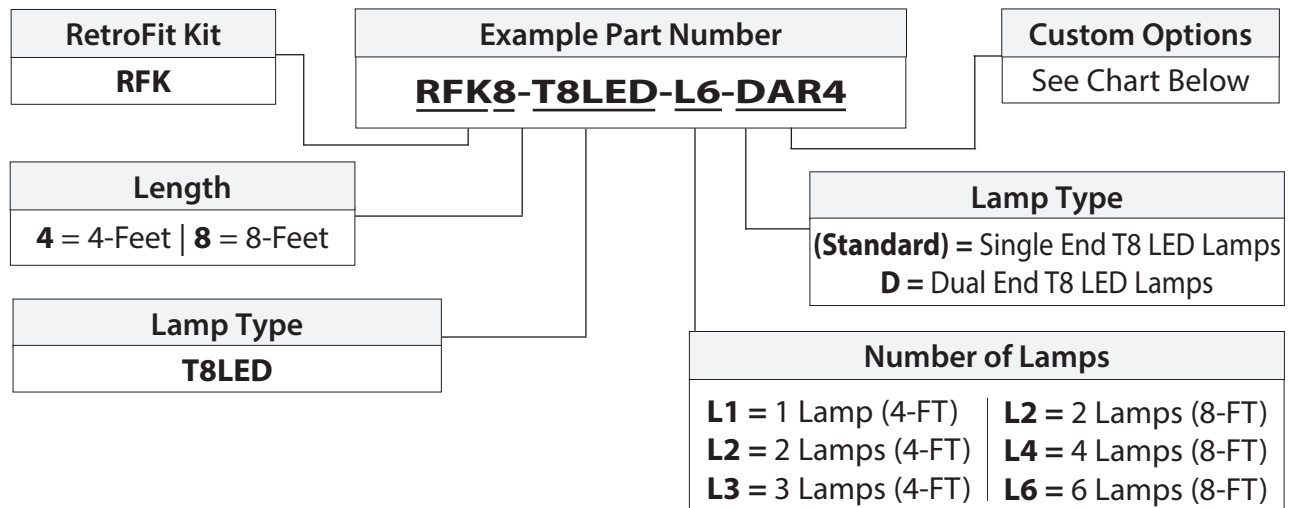 RetroFit Kit
RFK
Example Part Number
RFK8-T8LED-L6-DAR4
Custom Options
See Chart Below
Length
4 = 4-Feet | 8 = 8-Feet
Lamp Type
(Standard) = Single End T8 LED Lamps
D = Dual End T8 LED Lamps
Lamp Type
T8LED
Number of Lamps
L1 = 1 Lamp (4-FT)
L2 = 2 Lamps (4-FT)
L3 = 3 Lamps (4-FT)
L2 = 2 Lamps (8-FT)
L4 = 4 Lamps (8-FT)
L6 = 6 Lamps (8-FT)